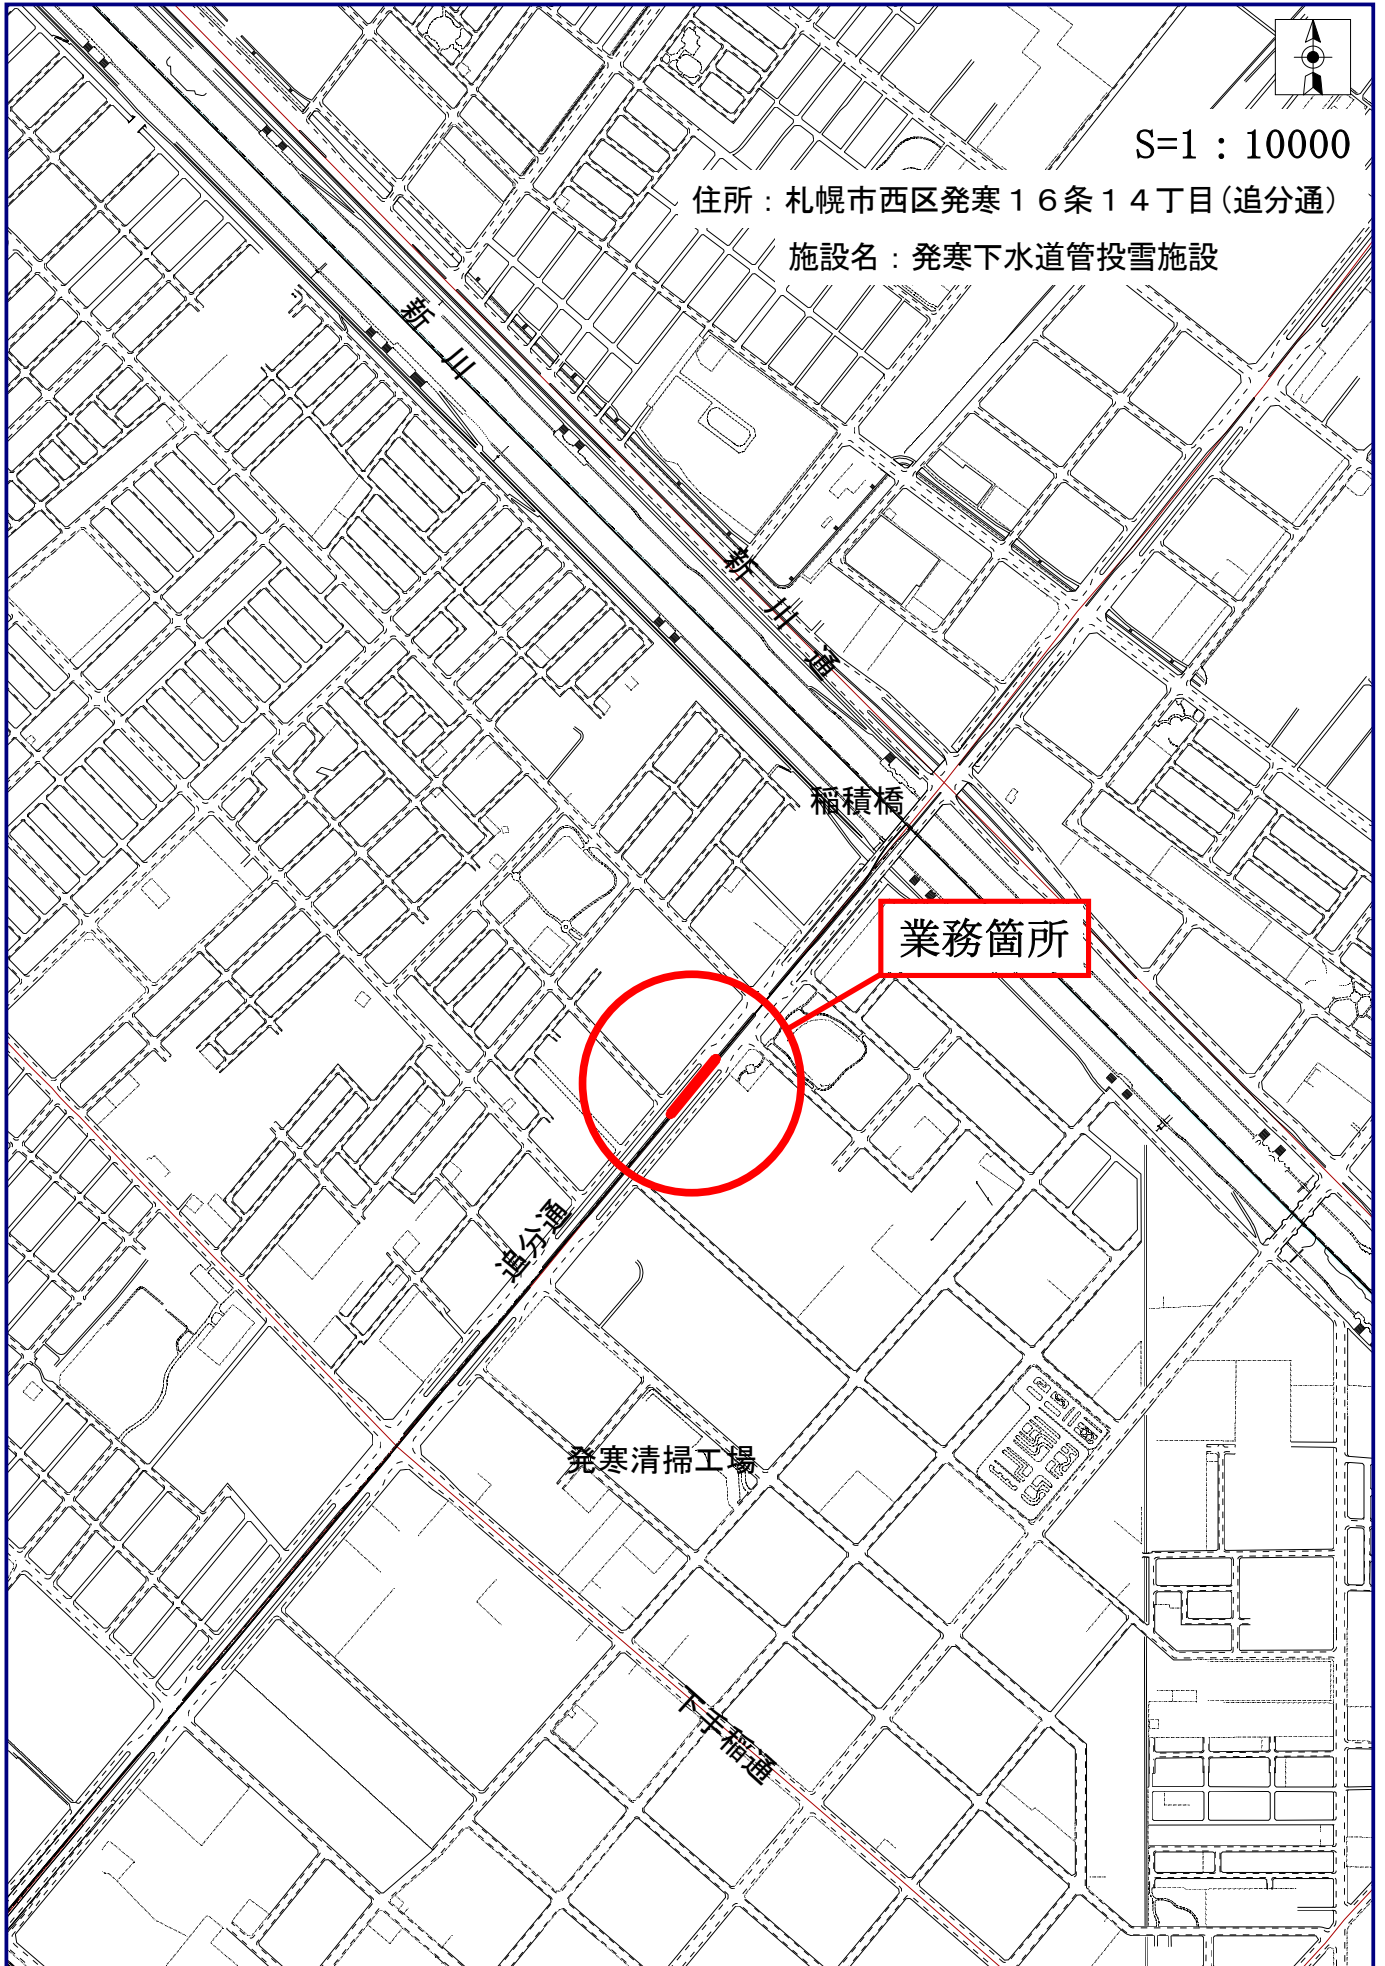 S=1：10000
住所：札幌市西区発寒１６条１４丁目(追分通)
施設名：発寒下水道管投雪施設
新川
新川通
稲積橋
業務箇所
追分通
発寒清掃工場
下手稲通